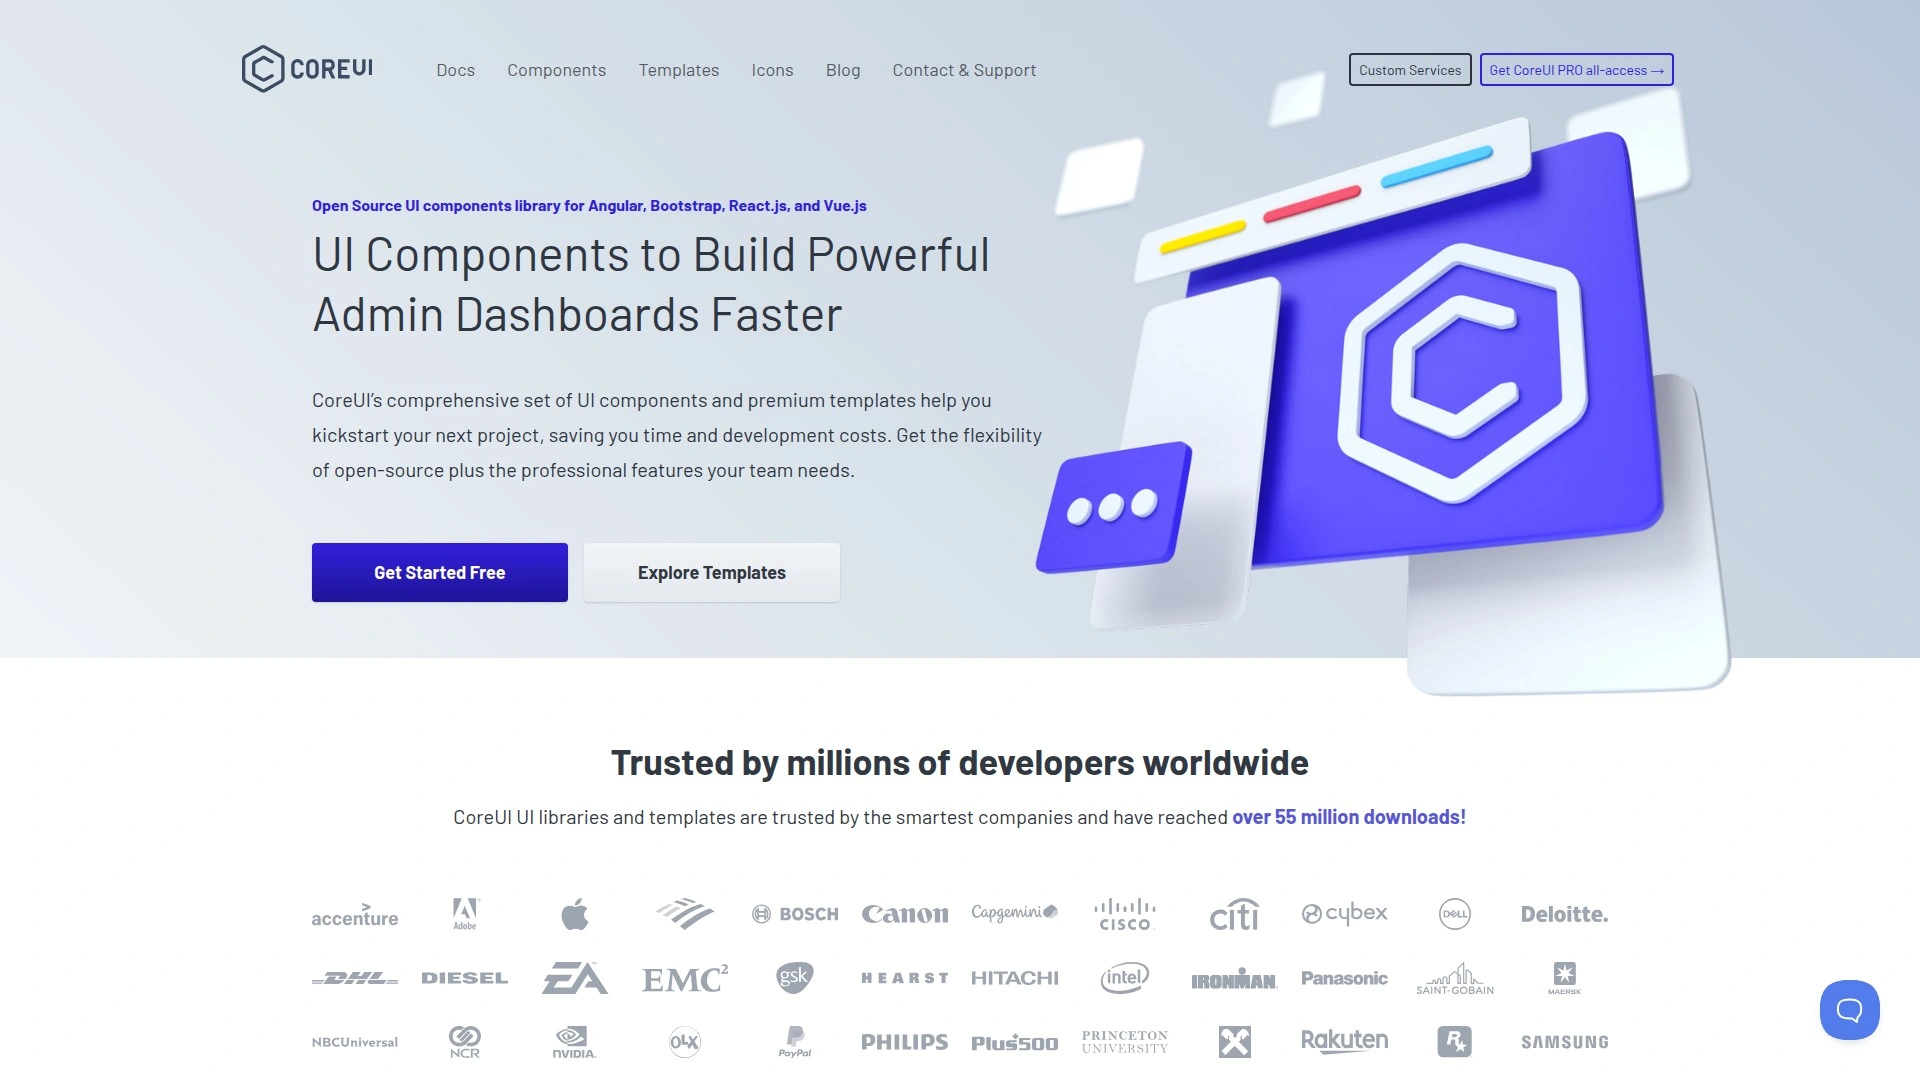 COREUI
Docs
Components
Templates
Icons
Blog
Contact & Support
Custom Services
Get CoreUI PRO all-access →
Open Source UI components library for Angular, Bootstrap, React.js, and Vue.js
UI Components to Build Powerful
Admin Dashboards Faster
CoreUI’s comprehensive set of UI components and premium templates help you
kickstart your next project, saving you time and development costs. Get the flexibility
of open-source plus the professional features your team needs.
Get Started Free
Explore Templates
Trusted by millions of developers worldwide
CoreUI UI libraries and templates are trusted by the smartest companies and have reached over 55 million downloads!
accenture
Adobe
BOSCH
Canon
Capgemini
CISCO
citi
cybex
DELL
Deloitte.
DHL
DIESEL
EA
EMC²
gsk
HEARST
HITACHI
intel
IRONMAN
Panasonic
SAINT-GOBAIN
MAERSK
NBCUniversal
NCR
NVIDIA.
OLX
PayPal
PHILIPS
Plus500
PRINCETON
UNIVERSITY
Rakuten
R★
SAMSUNG